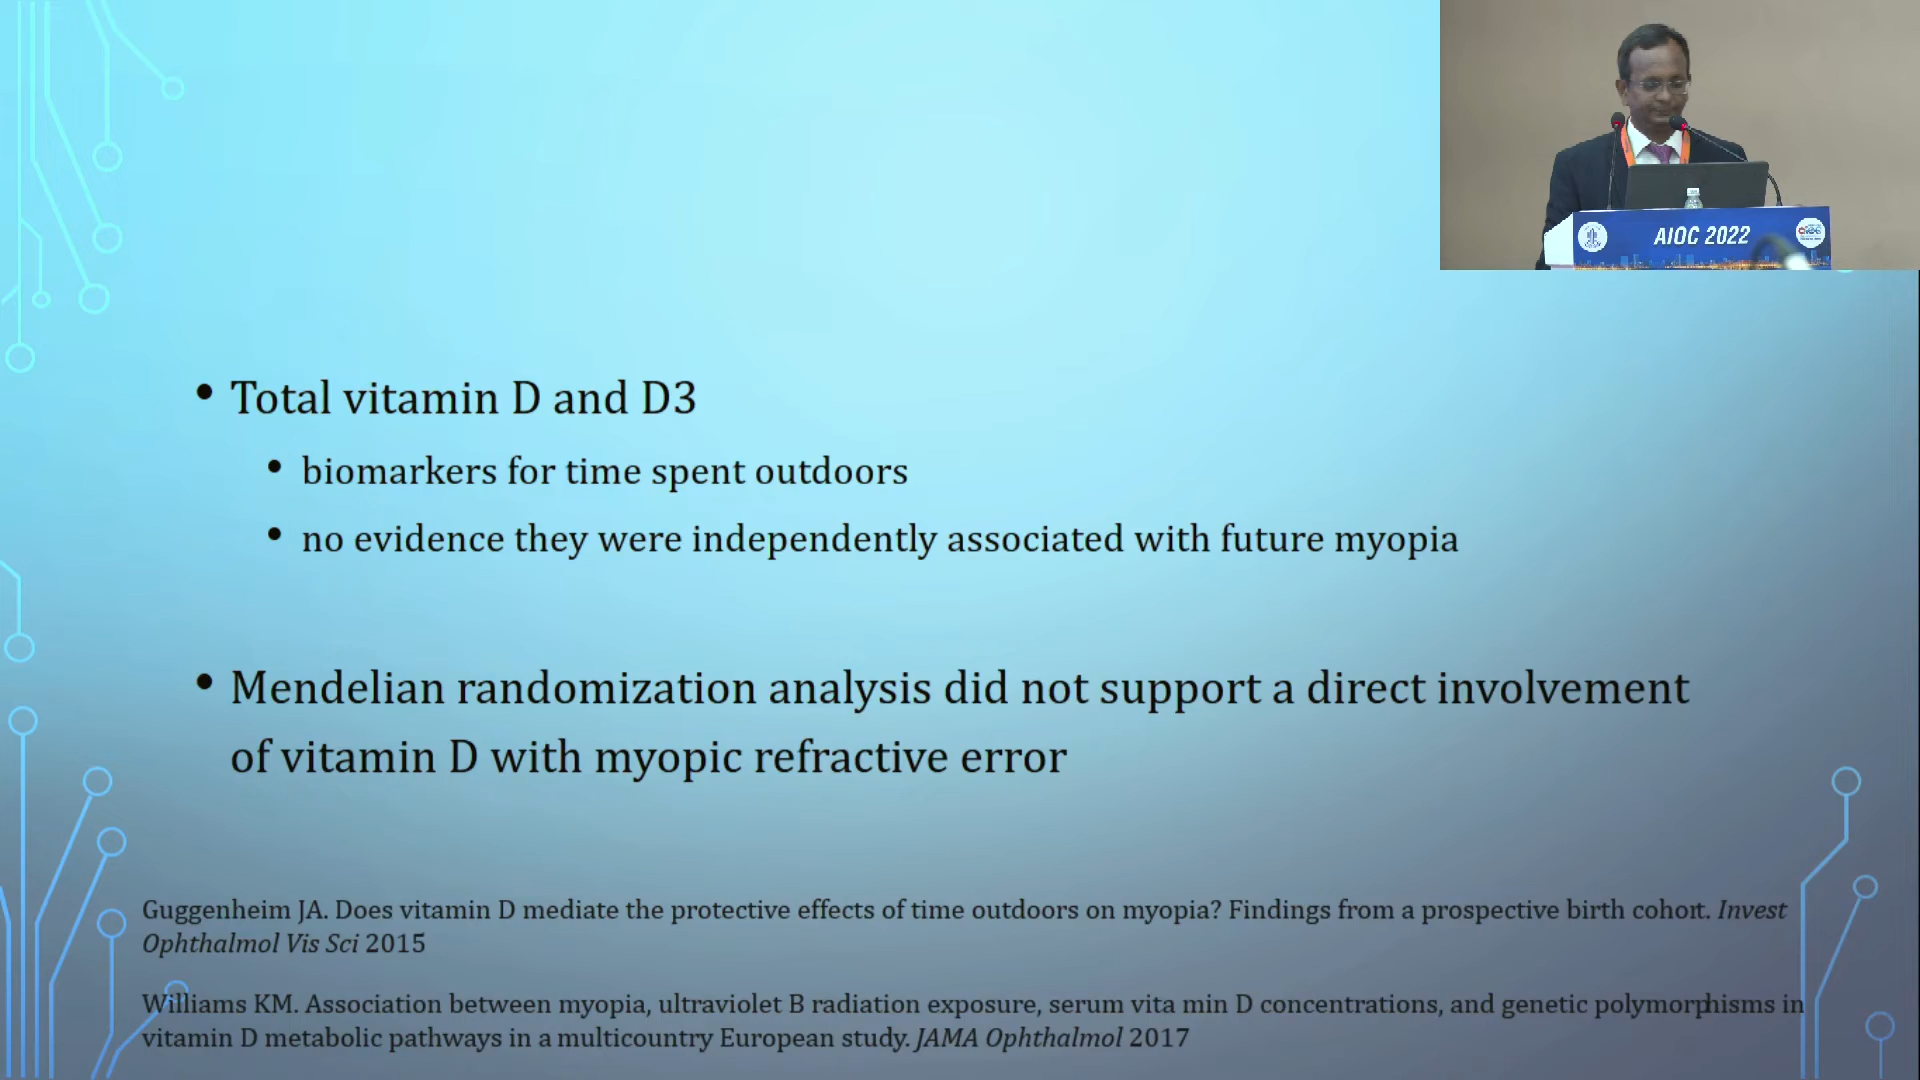 AIOC 2022
• Total vitamin D and D3
• biomarkers for time spent outdoors
• no evidence they were independently associated with future myopia
• Mendelian randomization analysis did not support a direct involvement
of vitamin D with myopic refractive error
Guggenheim JA. Does vitamin D mediate the protective effects of time outdoors on myopia? Findings from a prospective birth cohort. Invest
Ophthalmol Vis Sci 2015
Williams KM. Association between myopia, ultraviolet B radiation exposure, serum vita min D concentrations, and genetic polymorphisms in
vitamin D metabolic pathways in a multicountry European study. JAMA Ophthalmol 2017